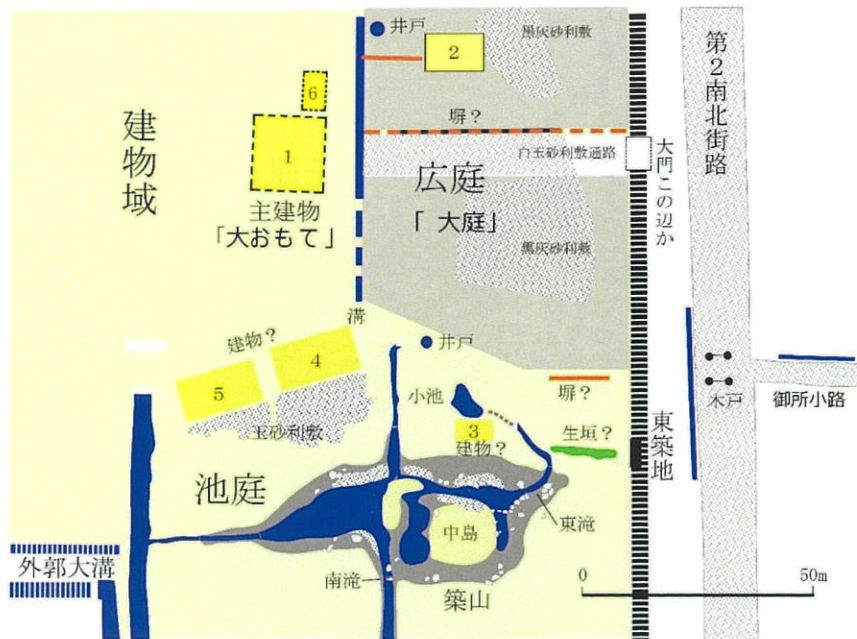 井戸
2
黒灰砂利敷
第2南北街路
6
建物域
塀?
1
白玉砂利敷通路
広庭
「大庭」
大門この辺か
主建物
「大おもて」
黒灰砂利敷
溝
建物?
井戸
4
5
小池
塀?
木戸
御所小路
玉砂利敷
3
建物?
生垣?
東築地
池庭
中島
東滝
外郭大溝
南滝
築山
0
50m